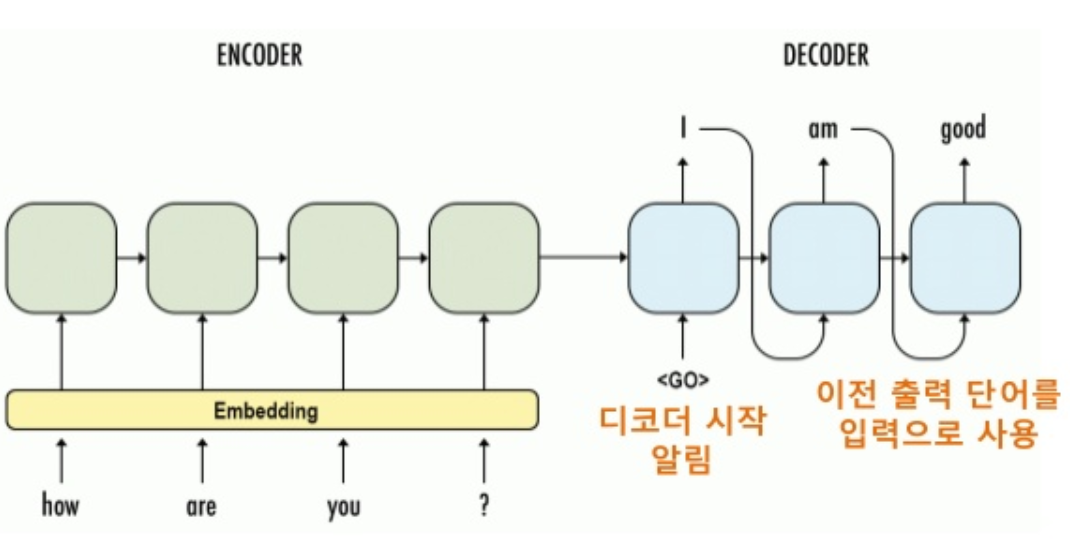 ENCODER
DECODER
I am good
Embedding
<GO>
디코더 시작
알림
이전 출력 단어를
입력으로 사용
how are you ?